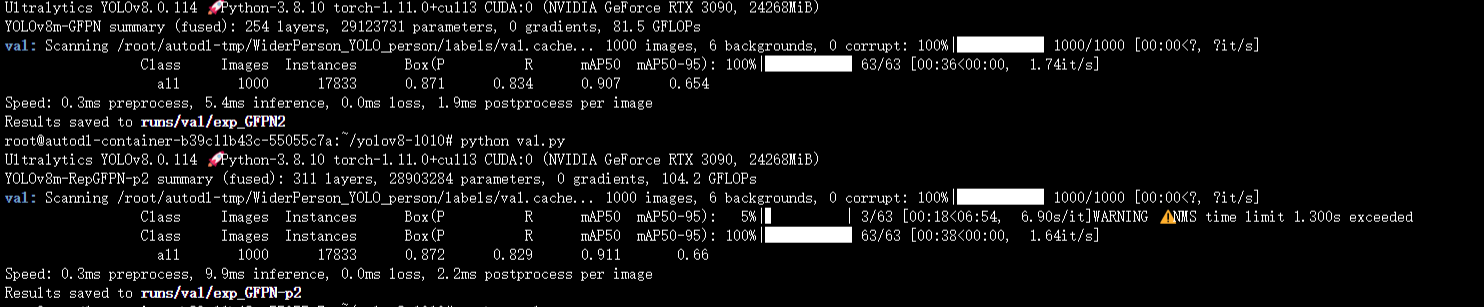 Ultralytics YOLOv8.0.114 🚀Python-3.8.10 torch-1.11.0+cu113 CUDA:0 (NVIDIA GeForce RTX 3090, 24268MiB)
YOLOv8m-GFPN summary (fused): 254 layers, 29123731 parameters, 0 gradients, 81.5 GFLOPs
val: Scanning /root/autodl-tmp/WiderPerson_YOLO_person/labels/val.cache... 1000 images, 6 backgrounds, 0 corrupt: 100%|██████████| 1000/1000 [00:00<?, ?it/s]
Class Images Instances Box(P R mAP50 mAP50-95): 100%|██████████| 63/63 [00:36<00:00, 1.74it/s]
all 1000 17833 0.871 0.834 0.907 0.654
Speed: 0.3ms preprocess, 5.4ms inference, 0.0ms loss, 1.9ms postprocess per image
Results saved to runs/val/exp_GFPN2
root@autodl-container-b39c11b43c-55055c7a:~/yolov8-1010# python val.py
Ultralytics YOLOv8.0.114 🚀Python-3.8.10 torch-1.11.0+cu113 CUDA:0 (NVIDIA GeForce RTX 3090, 24268MiB)
YOLOv8m-RepGFPN-p2 summary (fused): 311 layers, 28903284 parameters, 0 gradients, 104.2 GFLOPs
val: Scanning /root/autodl-tmp/WiderPerson_YOLO_person/labels/val.cache... 1000 images, 6 backgrounds, 0 corrupt: 100%|██████████| 1000/1000 [00:00<?, ?it/s]
Class Images Instances Box(P R mAP50 mAP50-95): 5%|▍ | 3/63 [00:18<06:54, 6.90s/it]WARNING ⚠️NMS time limit 1.300s exceeded
Class Images Instances Box(P R mAP50 mAP50-95): 100%|██████████| 63/63 [00:38<00:00, 1.64it/s]
all 1000 17833 0.872 0.829 0.911 0.66
Speed: 0.3ms preprocess, 9.9ms inference, 0.0ms loss, 2.2ms postprocess per image
Results saved to runs/val/exp_GFPN-p2